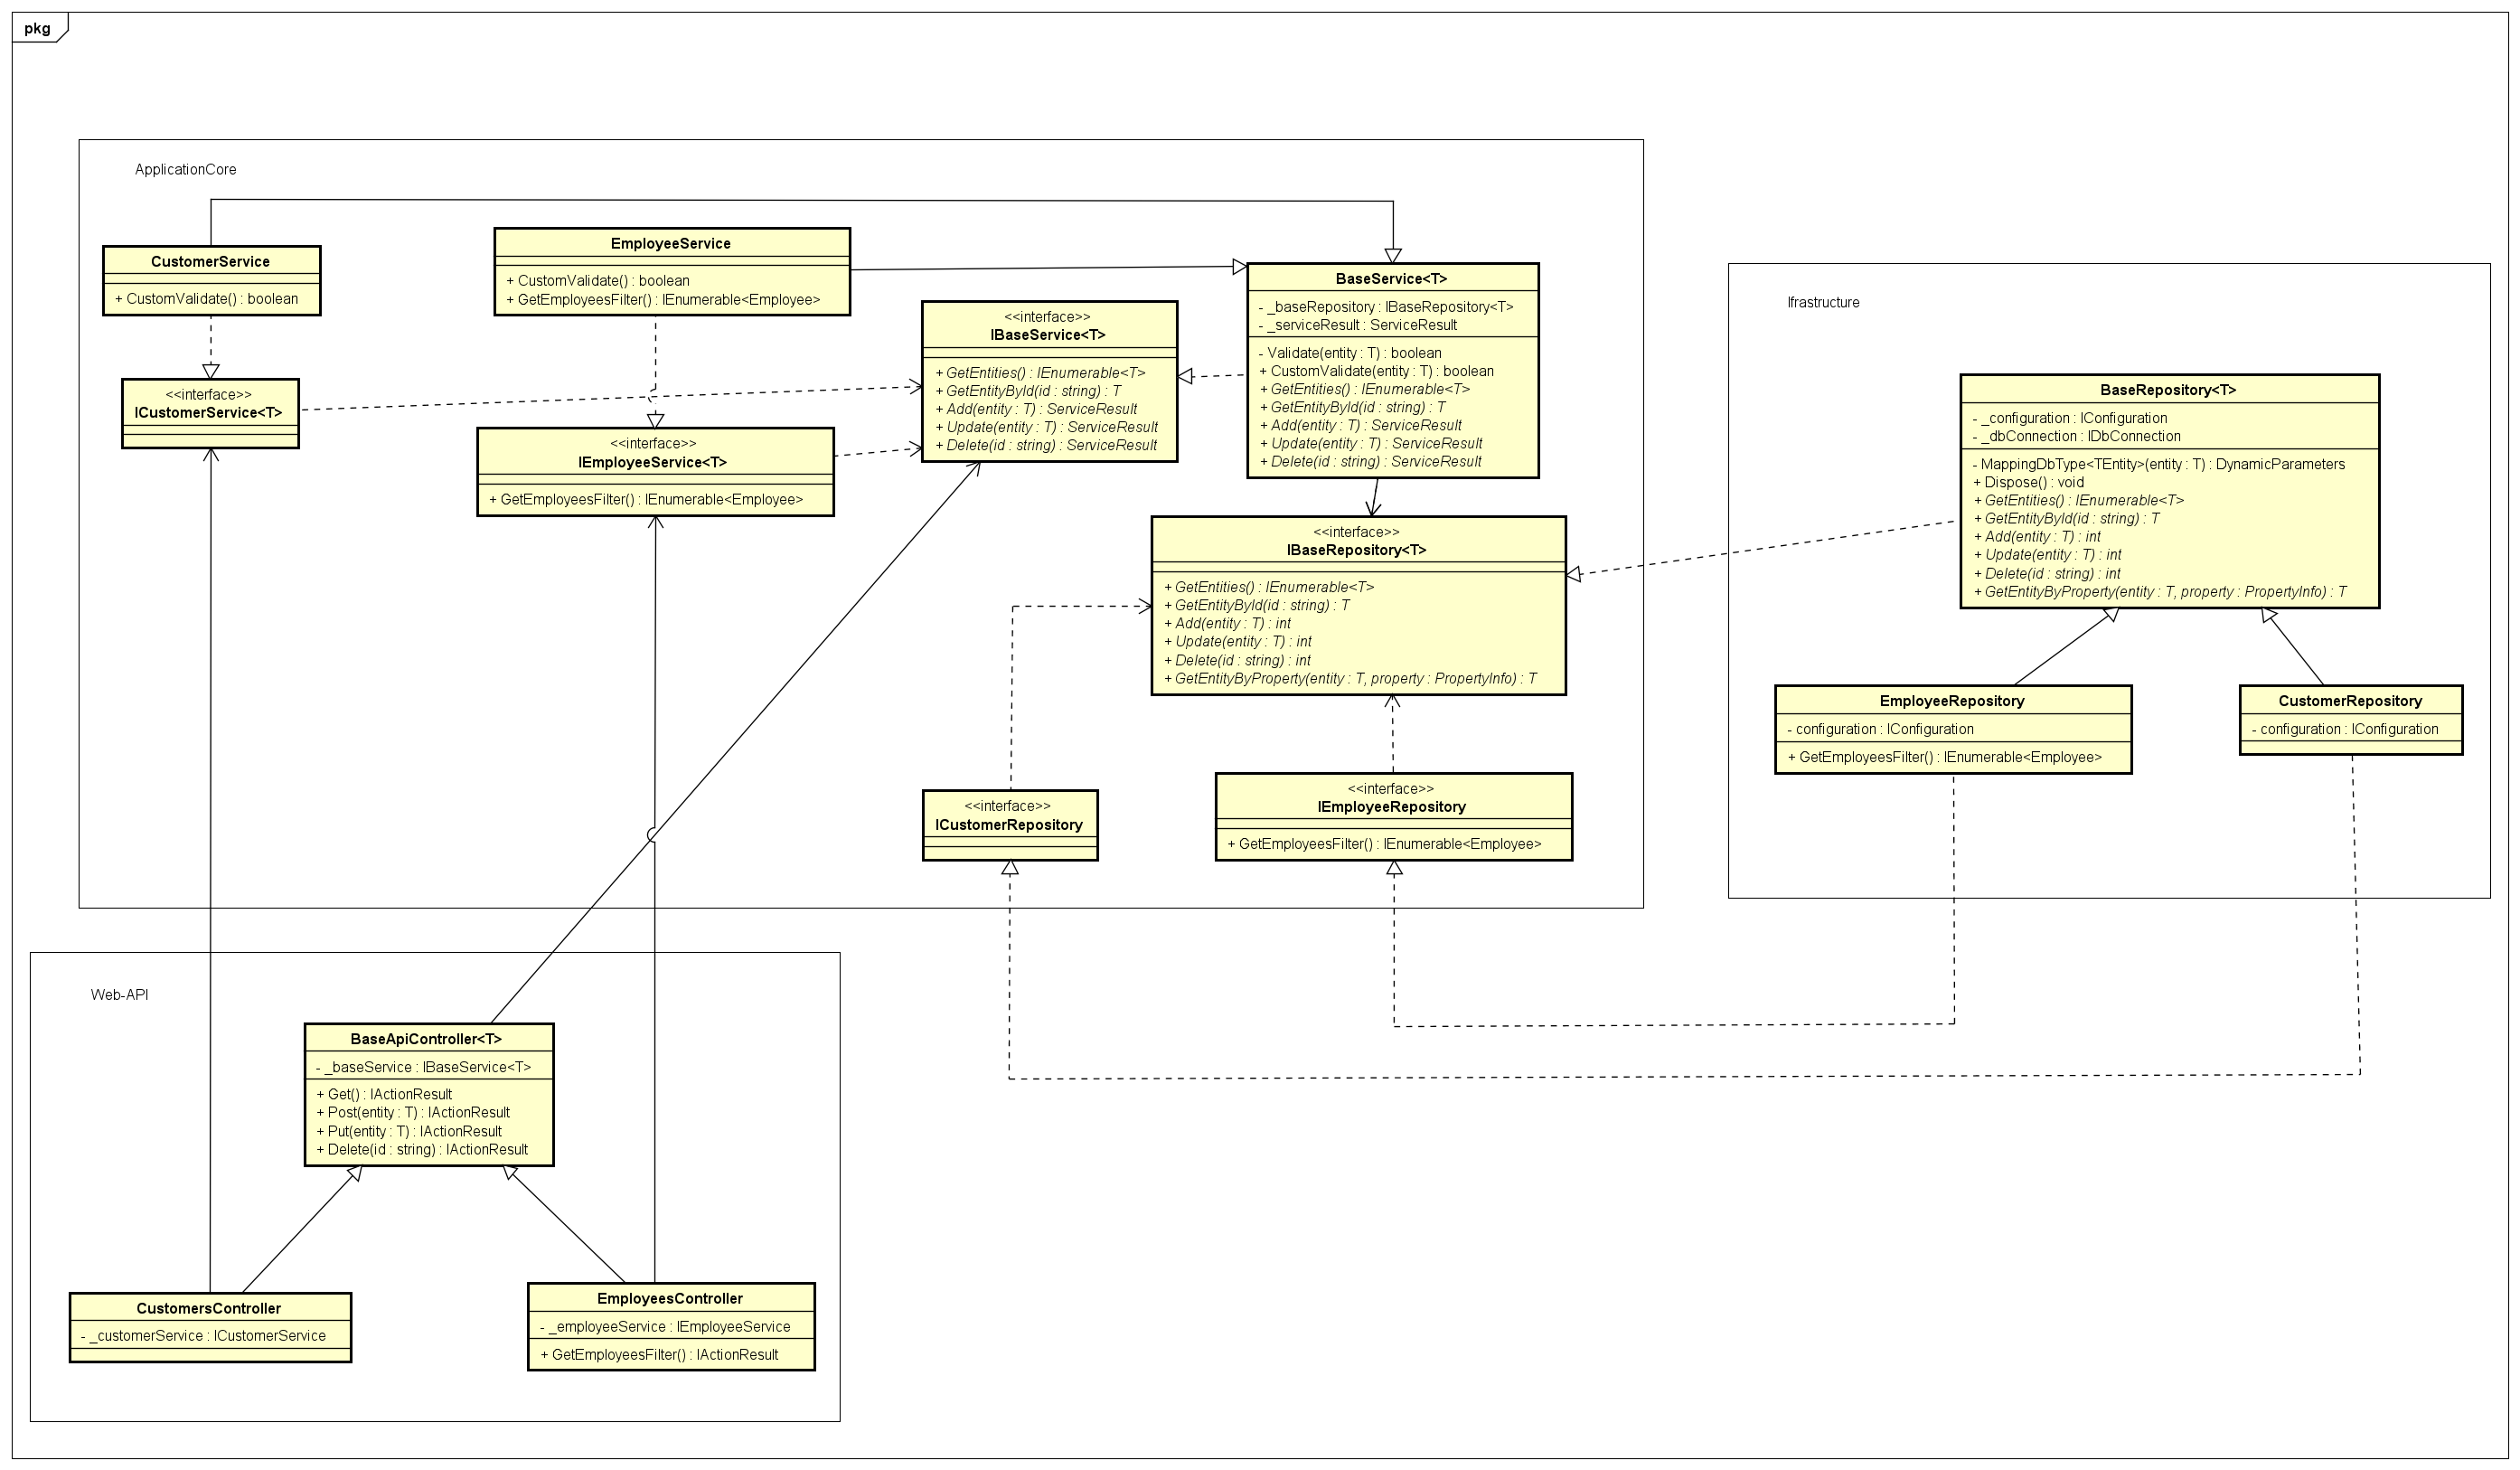 pkg
ApplicationCore
CustomerService
+ CustomValidate() : boolean
EmployeeService
+ CustomValidate() : boolean
+ GetEmployeesFilter() : IEnumerable<Employee>
<<interface>>
IBaseService<T>
+ GetEntities() : IEnumerable<T>
+ GetEntityById(id : string) : T
+ Add(entity : T) : ServiceResult
+ Update(entity : T) : ServiceResult
+ Delete(id : string) : ServiceResult
BaseService<T>
- _baseRepository : IBaseRepository<T>
- _serviceResult : ServiceResult
- Validate(entity : T) : boolean
+ CustomValidate(entity : T) : boolean
+ GetEntities() : IEnumerable<T>
+ GetEntityById(id : string) : T
+ Add(entity : T) : ServiceResult
+ Update(entity : T) : ServiceResult
+ Delete(id : string) : ServiceResult
<<interface>>
ICustomerService<T>
<<interface>>
IEmployeeService<T>
+ GetEmployeesFilter() : IEnumerable<Employee>
<<interface>>
IBaseRepository<T>
+ GetEntities() : IEnumerable<T>
+ GetEntityById(id : string) : T
+ Add(entity : T) : int
+ Update(entity : T) : int
+ Delete(id : string) : int
+ GetEntityByProperty(entity : T, property : PropertyInfo) : T
<<interface>>
ICustomerRepository
<<interface>>
IEmployeeRepository
+ GetEmployeesFilter() : IEnumerable<Employee>
Ifrastructure
BaseRepository<T>
- _configuration : IConfiguration
- _dbConnection : IDbConnection
- MappingDbType<TEntity>(entity : T) : DynamicParameters
+ Dispose() : void
+ GetEntities() : IEnumerable<T>
+ GetEntityById(id : string) : T
+ Add(entity : T) : int
+ Update(entity : T) : int
+ Delete(id : string) : int
+ GetEntityByProperty(entity : T, property : PropertyInfo) : T
EmployeeRepository
- configuration : IConfiguration
+ GetEmployeesFilter() : IEnumerable<Employee>
CustomerRepository
- configuration : IConfiguration
Web-API
BaseApiController<T>
- _baseService : IBaseService<T>
+ Get() : IActionResult
+ Post(entity : T) : IActionResult
+ Put(entity : T) : IActionResult
+ Delete(id : string) : IActionResult
CustomersController
- _customerService : ICustomerService
EmployeesController
- _employeeService : IEmployeeService
+ GetEmployeesFilter() : IActionResult